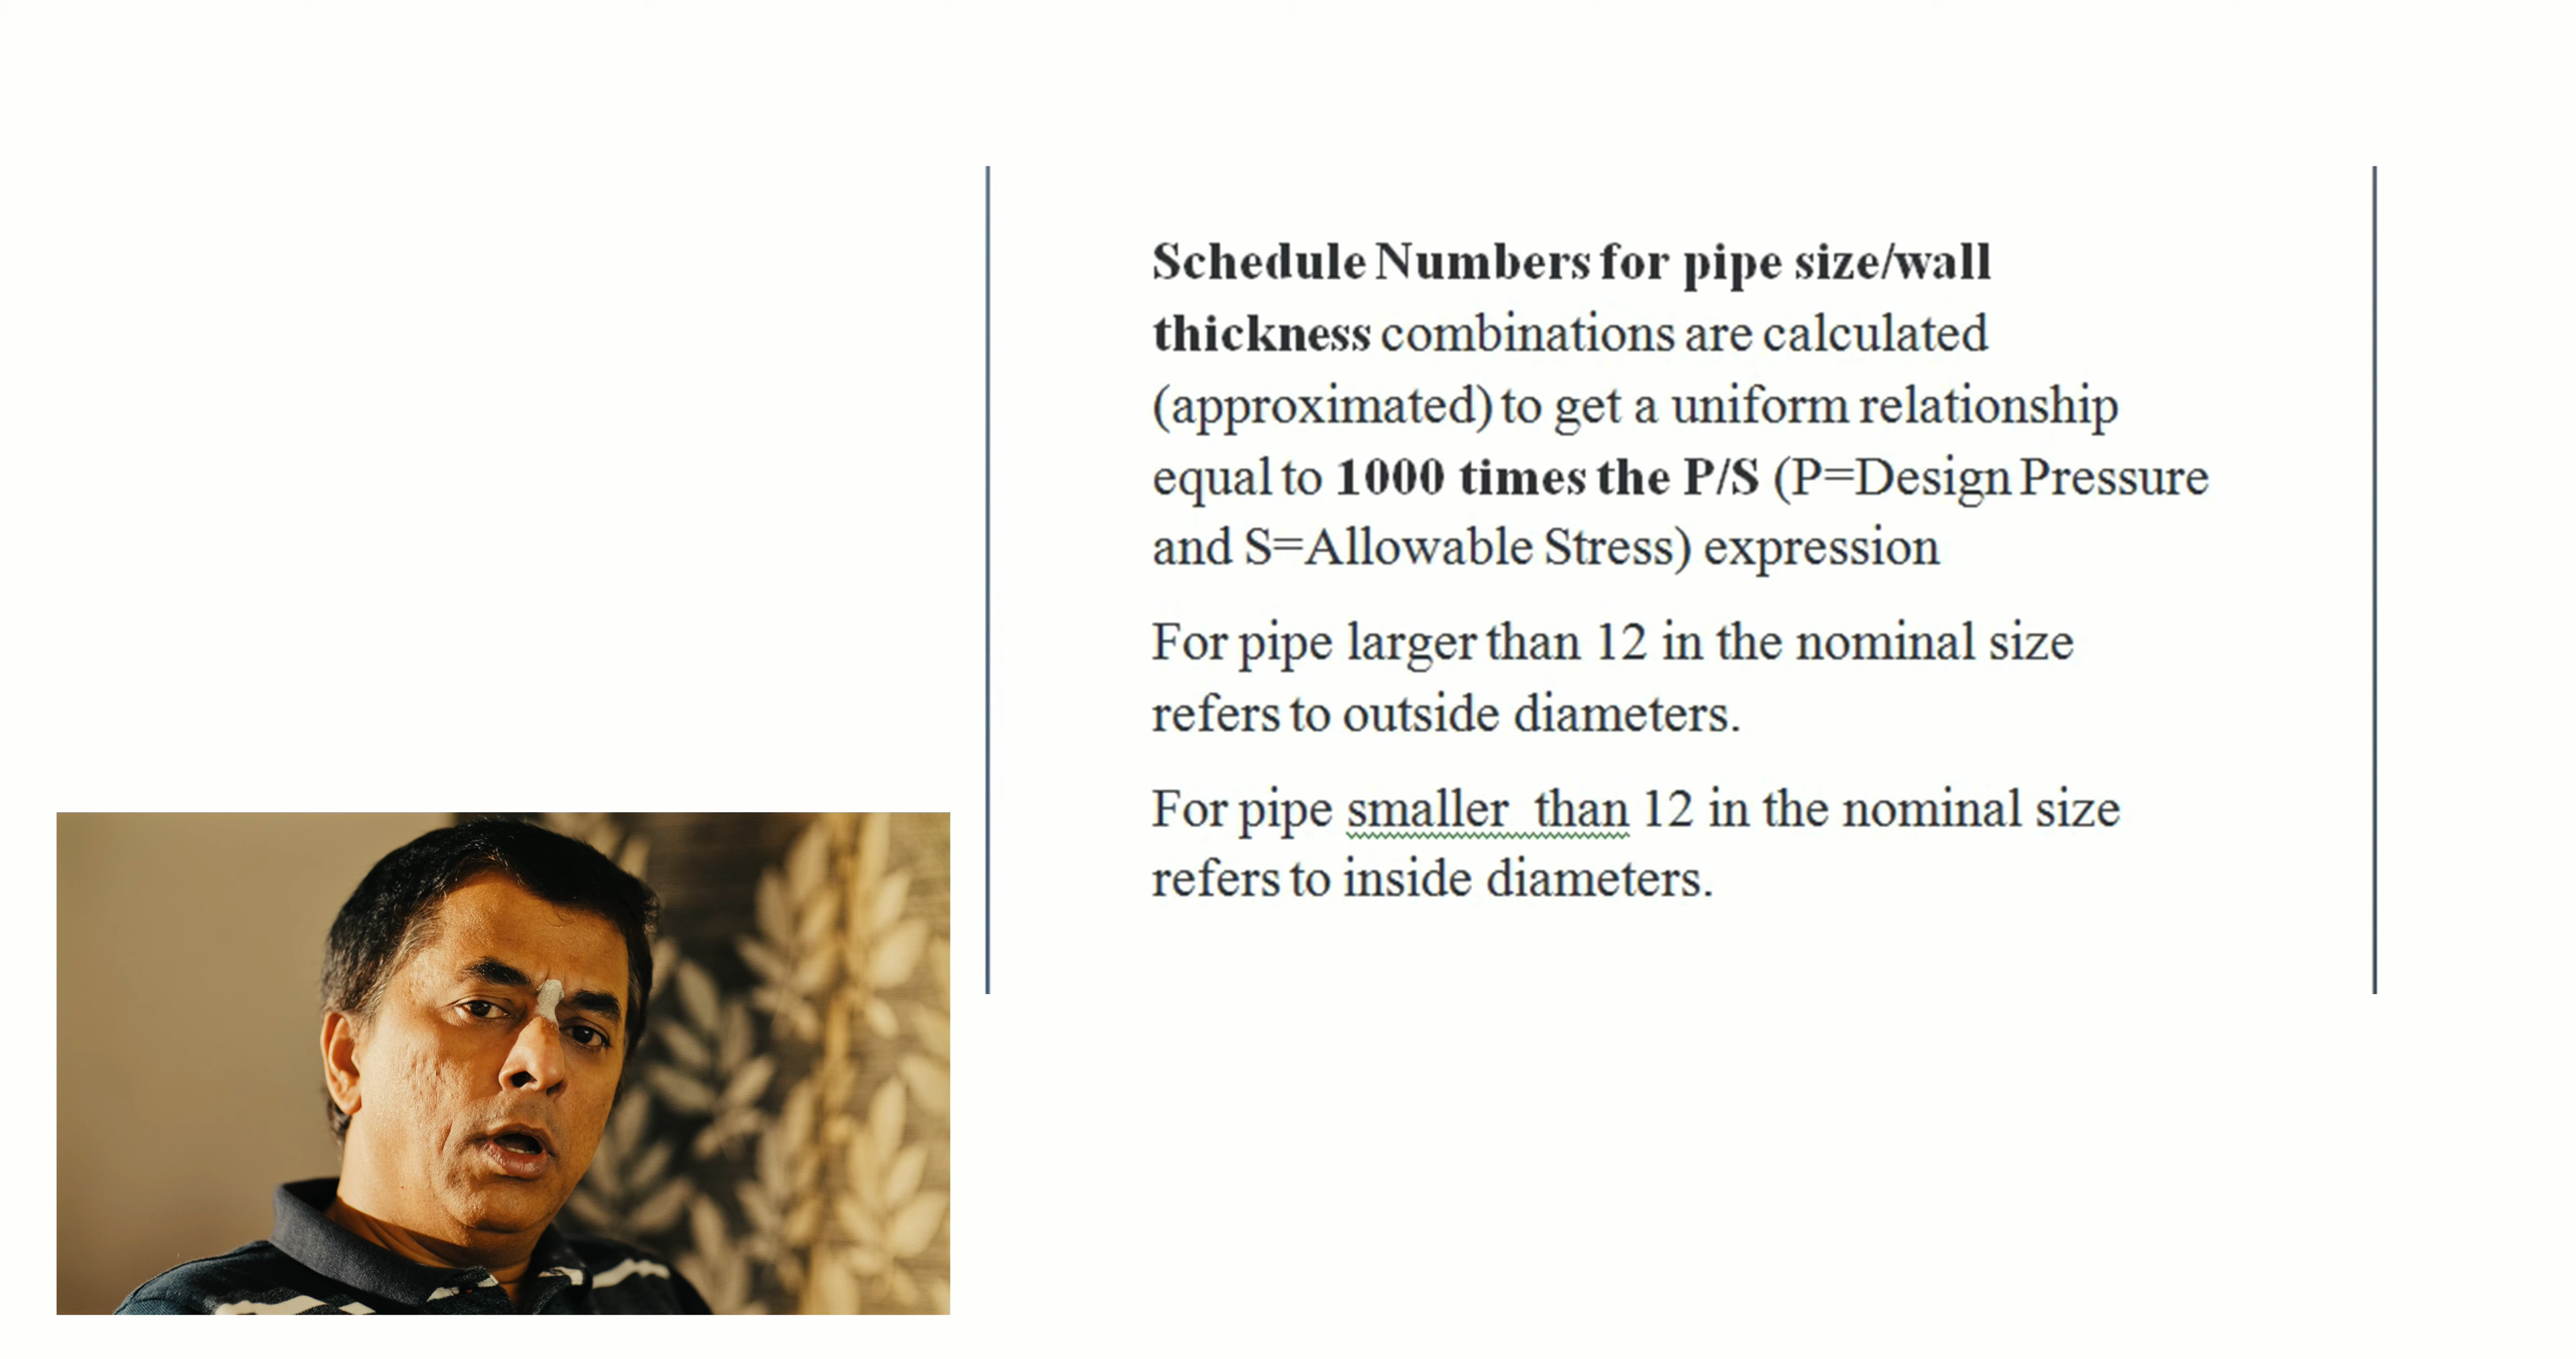 Schedule Numbers for pipe size/wall
thickness combinations are calculated
(approximated) to get a uniform relationship
equal to 1000 times the P/S (P=Design Pressure
and S=Allowable Stress) expression
For pipe larger than 12 in the nominal size
refers to outside diameters.
For pipe smaller  than 12 in the nominal size
refers to inside diameters.